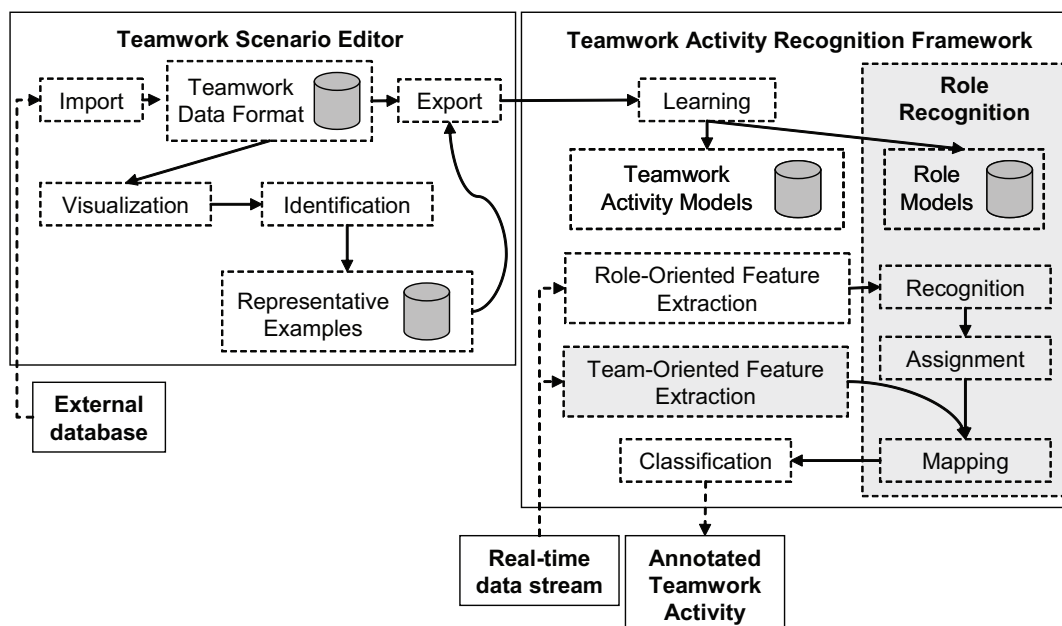 Teamwork Scenario Editor
Import
Teamwork
Data Format
Export
Visualization
Identification
Representative
Examples
External
database
Teamwork Activity Recognition Framework
Learning
Role
Recognition
Teamwork
Activity Models
Role
Models
Role-Oriented Feature
Extraction
Recognition
Team-Oriented Feature
Extraction
Assignment
Classification
Mapping
Real-time
data stream
Annotated
Teamwork
Activity